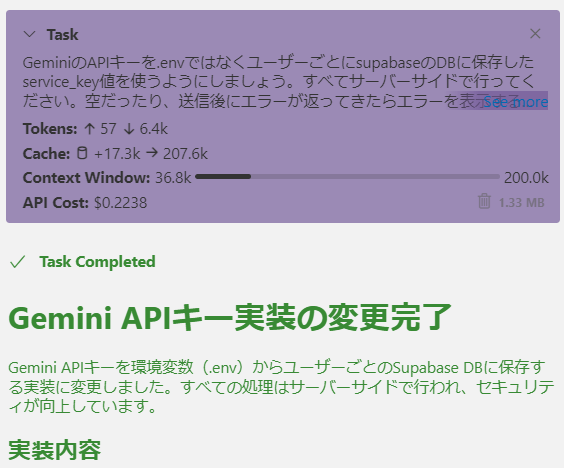 Task
GeminiのAPIキーを.envではなくユーザーごとにsupabaseのDBに保存した
service_key値を使うようにしましょう。すべてサーバーサイドで行ってく
ださい。空だったり、送信後にエラーが返ってきたらエラーを表示する See more
Tokens: ↑ 57 ↓ 6.4k
Cache: +17.3k → 207.6k
Context Window: 36.8k 200.0k
API Cost: $0.2238 1.33 MB
Task Completed
Gemini APIキー実装の変更完了
Gemini APIキーを環境変数（.env）からユーザーごとのSupabase DBに保存す
る実装に変更しました。すべての処理はサーバーサイドで行われ、セキュリティ
が向上しています。
実装内容